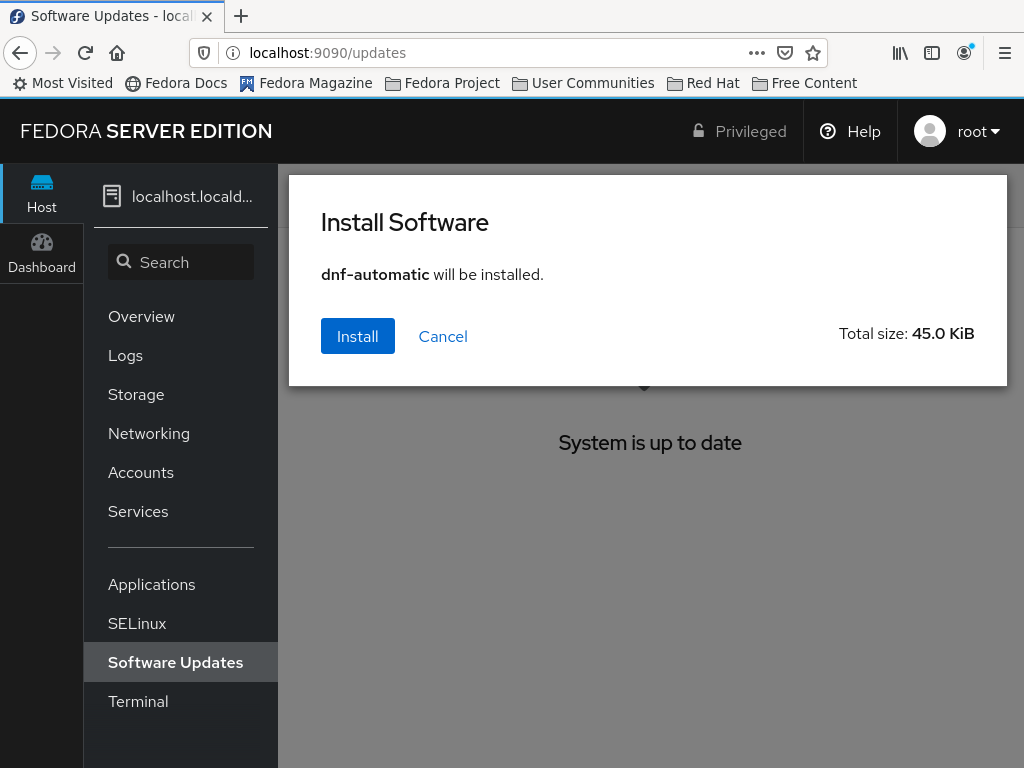 Software Updates - local
localhost:9090/updates
Most Visited Fedora Docs Fedora Magazine Fedora Project User Communities Red Hat Free Content
FEDORA SERVER EDITION
Privileged
Help
root
Host
Dashboard
localhost.locald...
Search
Overview
Logs
Storage
Networking
Accounts
Services
Applications
SELinux
Software Updates
Terminal
Install Software
dnf-automatic will be installed.
Install Cancel Total size: 45.0 KiB
System is up to date